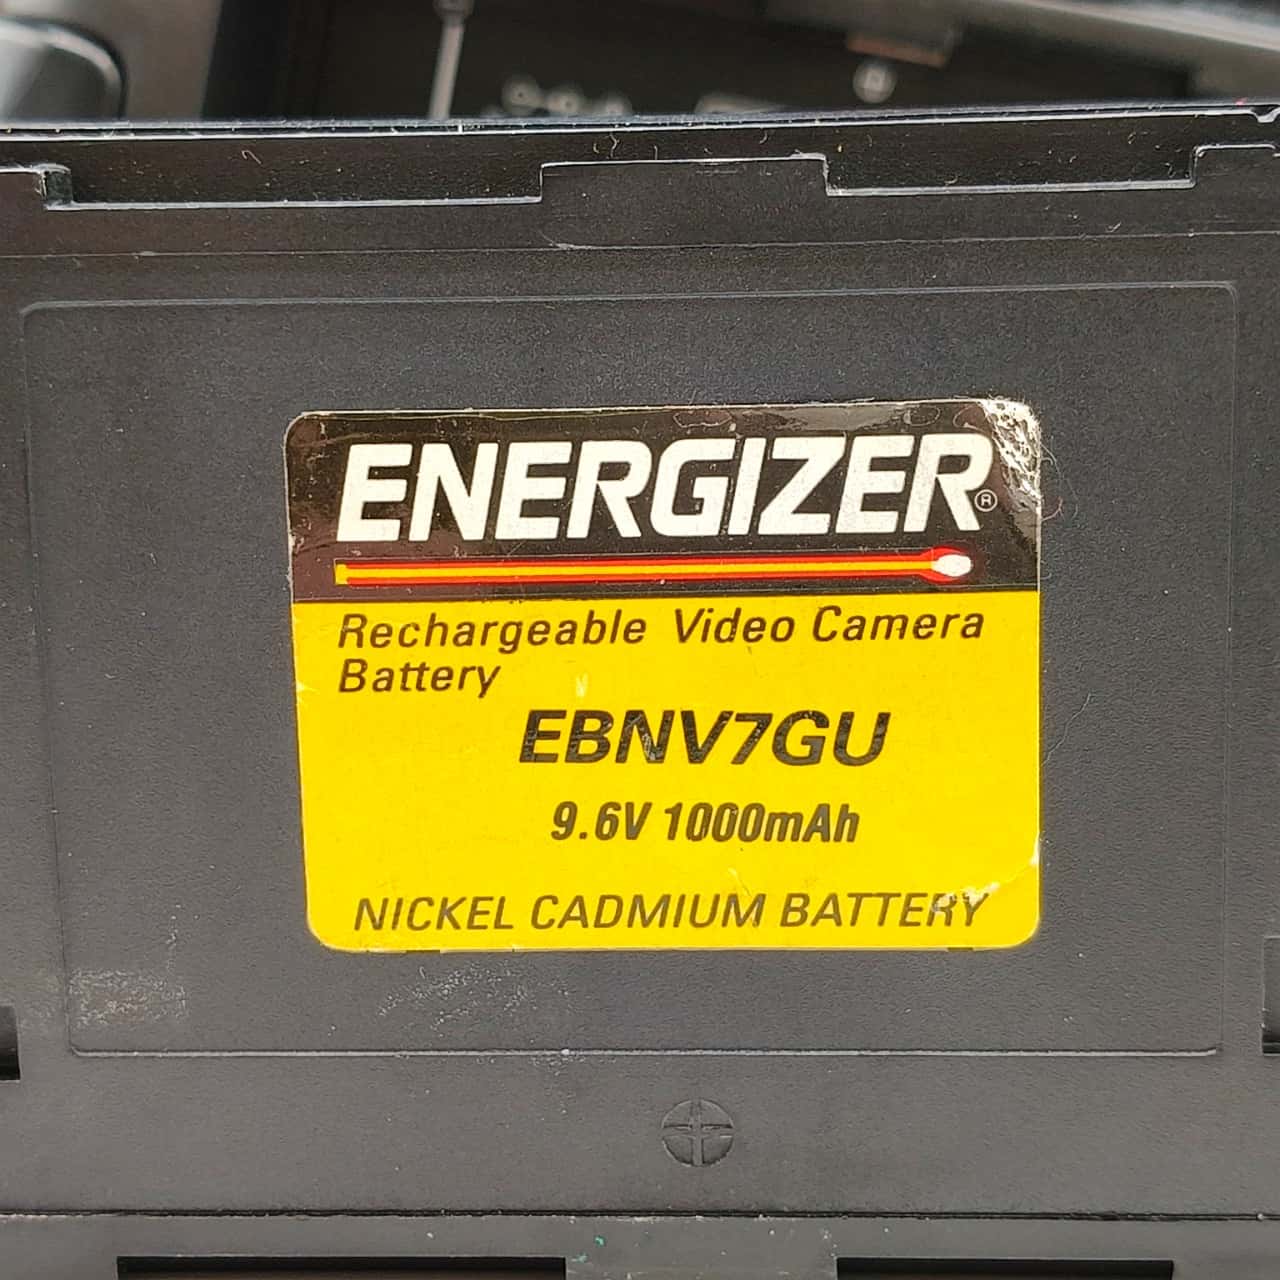 ENERGIZER®
Rechargeable Video Camera
Battery
EBNV7GU
9.6V 1000mAh
NICKEL CADMIUM BATTERY